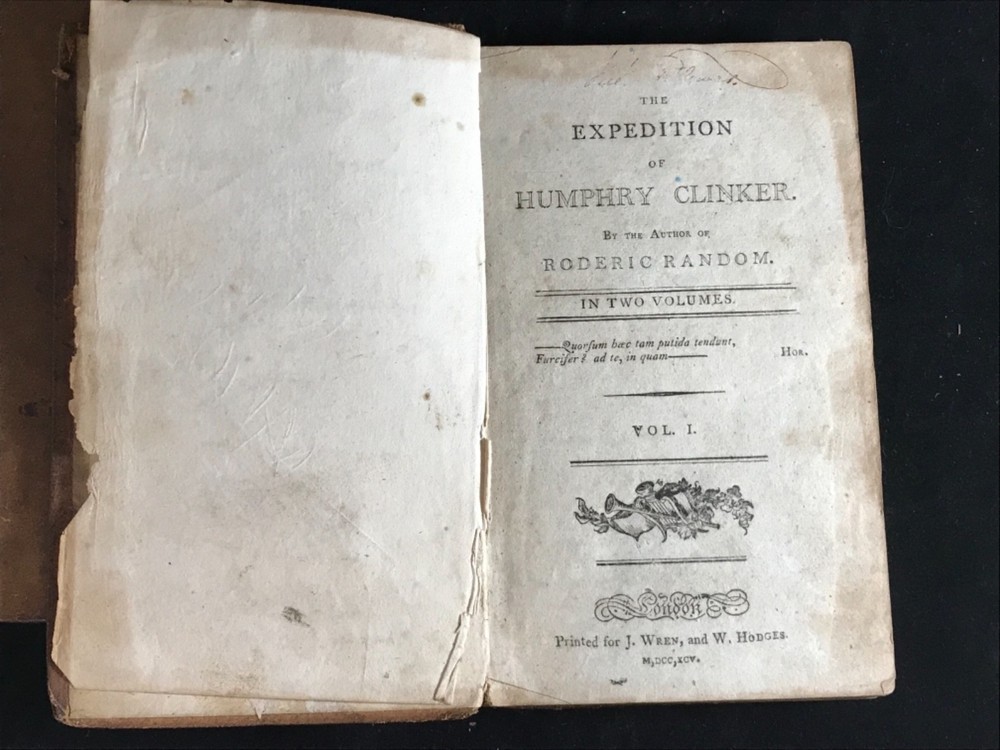 THE
EXPEDITION
OF
HUMPHRY CLINKER.
BY THE AUTHOR OF
RODERIC RANDOM.
IN TWO VOLUMES.
——Quorſum hæc tam putida tendunt,
Furcifer? ad te, in quam—— HOR.
VOL. I.
London
Printed for J. WREN, and W. HODGES.
M,DCC,XCV.